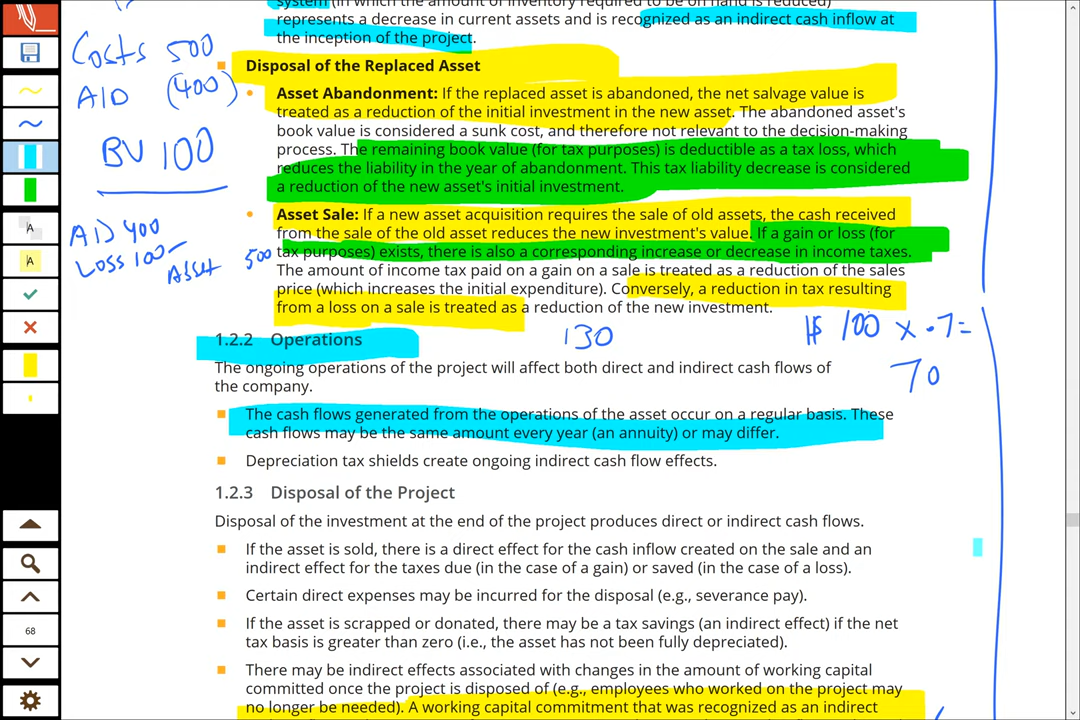 system (in which the amount of inventory required to be on hand is reduced)
represents a decrease in current assets and is recognized as an indirect cash inflow at
the inception of the project.
Costs 500
A/D (400)
BV 100
A/D 400
Loss 100
Asset 500
Disposal of the Replaced Asset
Asset Abandonment: If the replaced asset is abandoned, the net salvage value is
treated as a reduction of the initial investment in the new asset. The abandoned asset's
book value is considered a sunk cost, and therefore not relevant to the decision-making
process. The remaining book value (for tax purposes) is deductible as a tax loss, which
reduces the liability in the year of abandonment. This tax liability decrease is considered
a reduction of the new asset's initial investment.
Asset Sale: If a new asset acquisition requires the sale of old assets, the cash received
from the sale of the old asset reduces the new investment's value. If a gain or loss (for
tax purposes) exists, there is also a corresponding increase or decrease in income taxes.
The amount of income tax paid on a gain on a sale is treated as a reduction of the sales
price (which increases the initial expenditure). Conversely, a reduction in tax resulting
from a loss on a sale is treated as a reduction of the new investment.
130
$ 100 x .7=
70
1.2.2 Operations
The ongoing operations of the project will affect both direct and indirect cash flows of
the company.
The cash flows generated from the operations of the asset occur on a regular basis. These
cash flows may be the same amount every year (an annuity) or may differ.
Depreciation tax shields create ongoing indirect cash flow effects.
1.2.3 Disposal of the Project
Disposal of the investment at the end of the project produces direct or indirect cash flows.
If the asset is sold, there is a direct effect for the cash inflow created on the sale and an
indirect effect for the taxes due (in the case of a gain) or saved (in the case of a loss).
Certain direct expenses may be incurred for the disposal (e.g., severance pay).
If the asset is scrapped or donated, there may be a tax savings (an indirect effect) if the net
tax basis is greater than zero (i.e., the asset has not been fully depreciated).
There may be indirect effects associated with changes in the amount of working capital
committed once the project is disposed of (e.g., employees who worked on the project may
no longer be needed). A working capital commitment that was recognized as an indirect
A
A
68